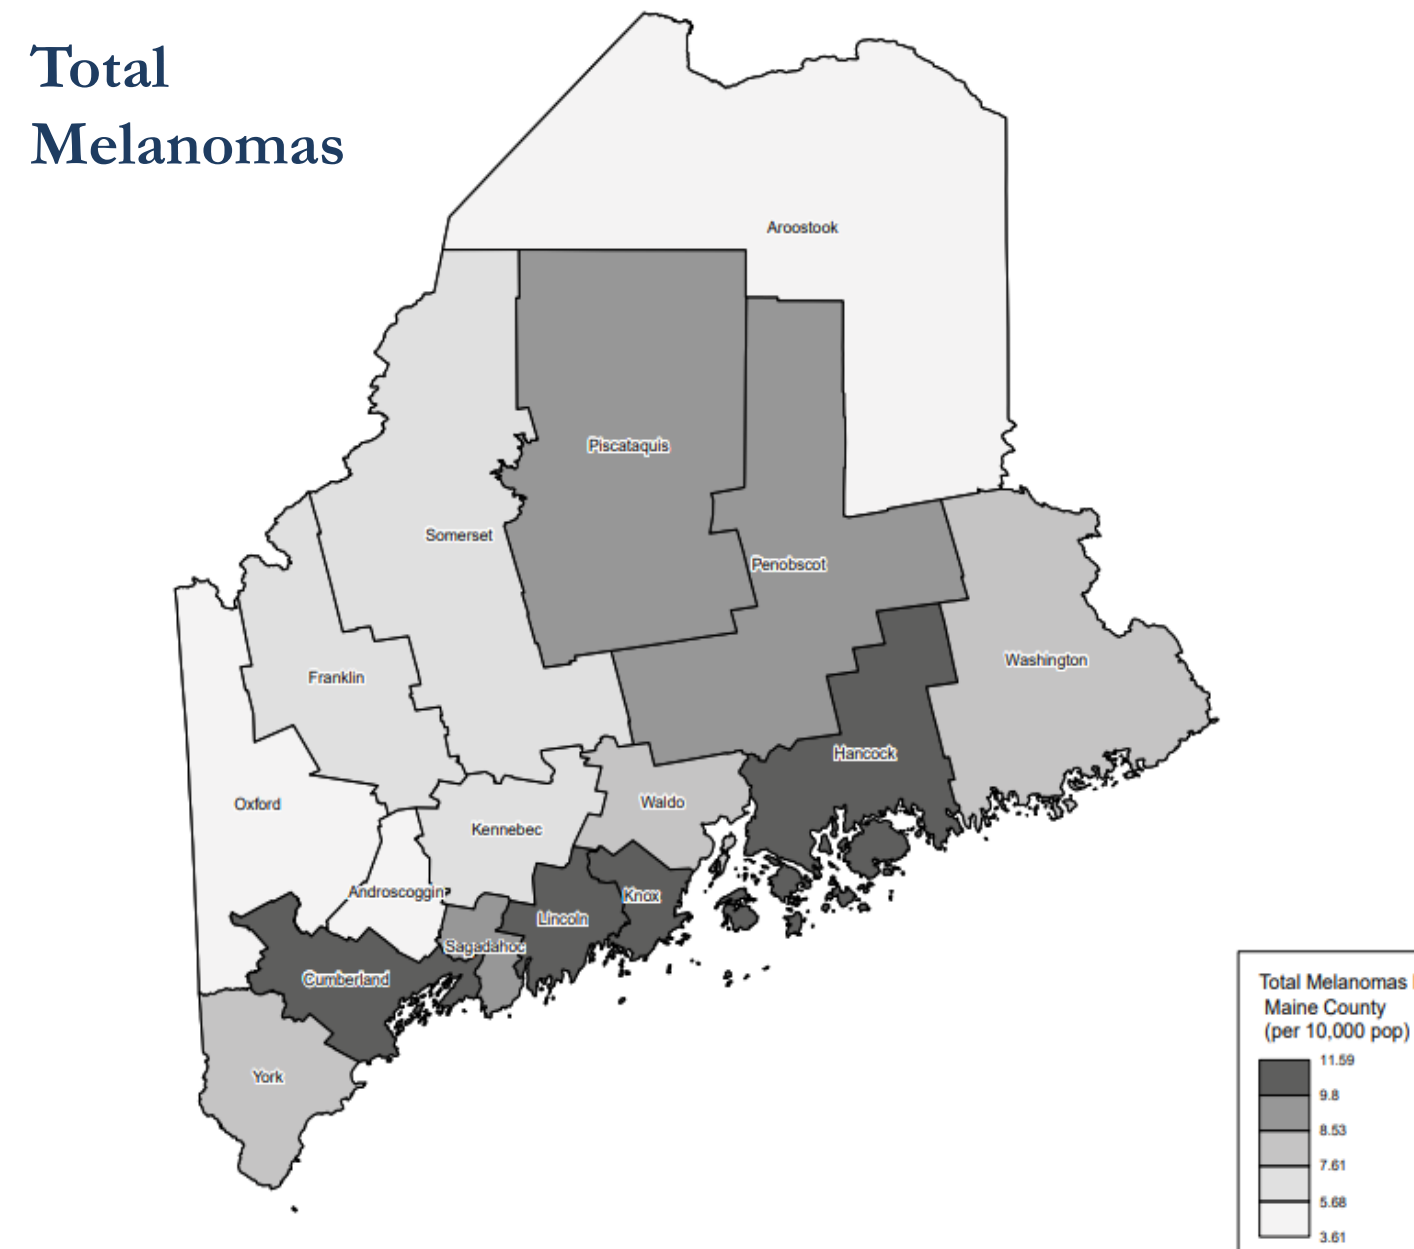 Total
Melanomas
Aroostook
Piscataquis
Somerset
Penobscot
Franklin
Washington
Hancock
Oxford
Waldo
Kennebec
Androscoggin
Knox
Lincoln
Sagadahoc
Cumberland
York
Total Melanomas
Maine County
(per 10,000 pop)
11.59
9.8
8.53
7.61
5.68
3.61